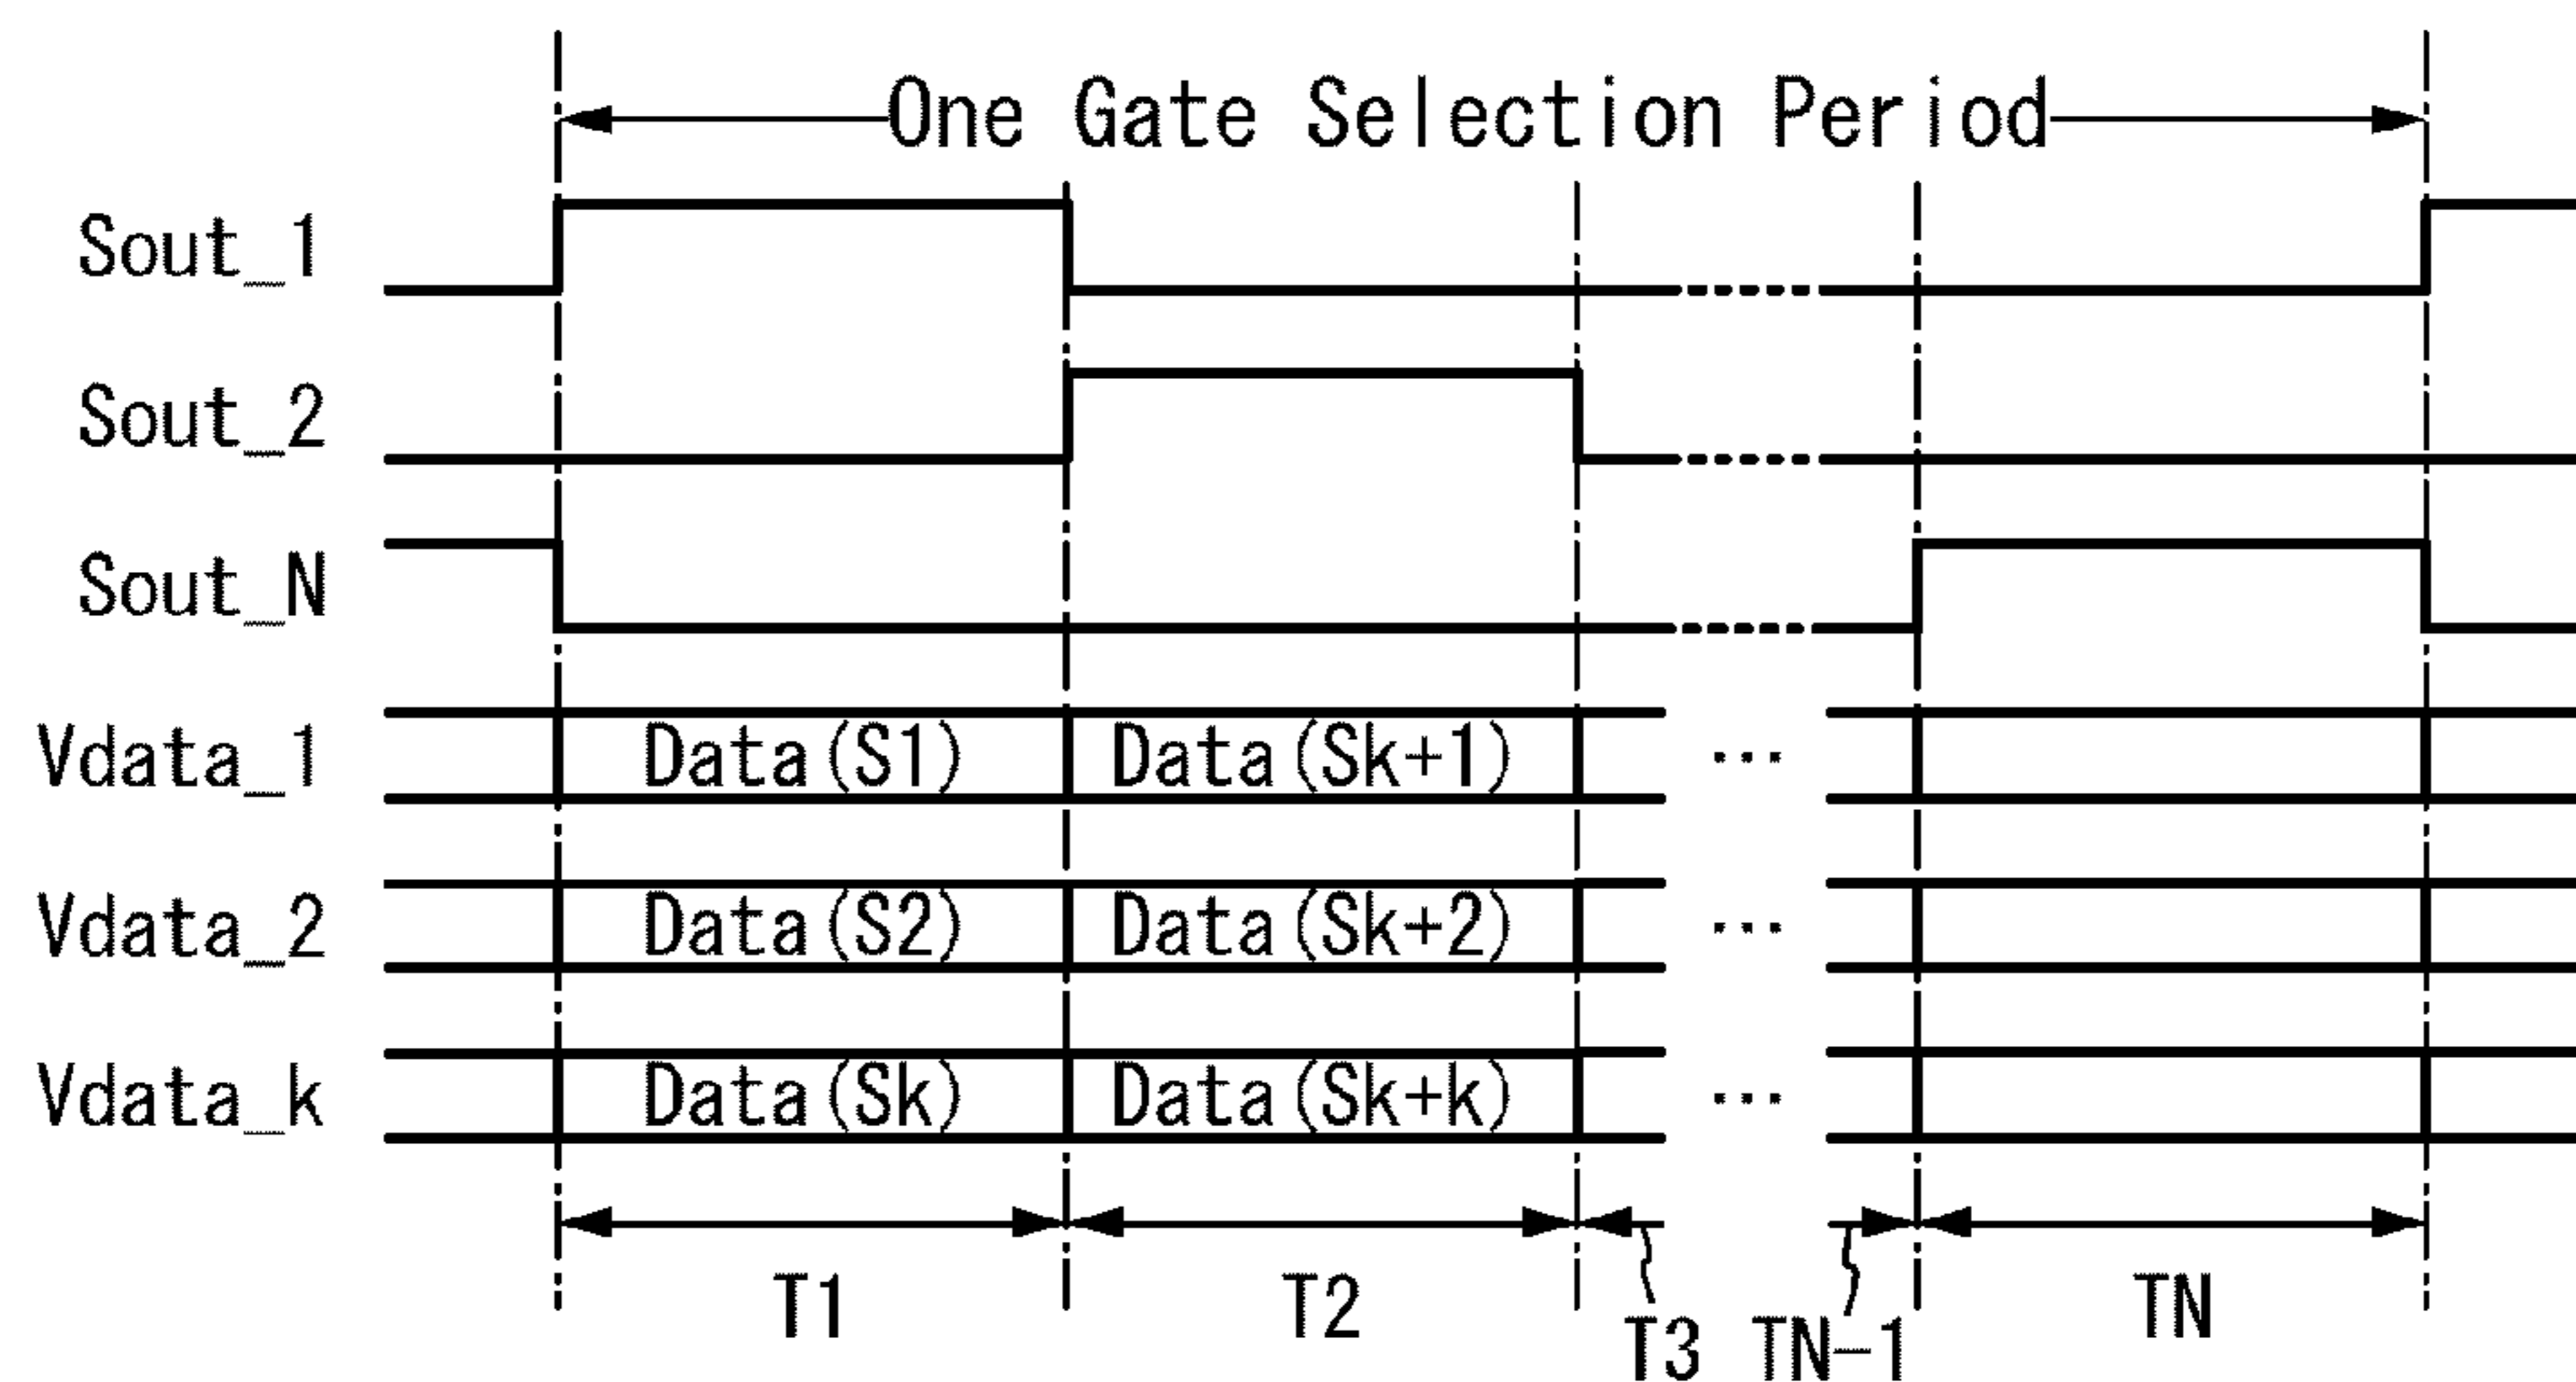 One Gate Selection Period
Sout_1
Sout_2
Sout_N
Vdata_1 Data(S1) Data(Sk+1) ...
Vdata_2 Data(S2) Data(Sk+2) ...
Vdata_k Data(Sk) Data(Sk+k) ...
T1 T2 T3 TN-1 TN